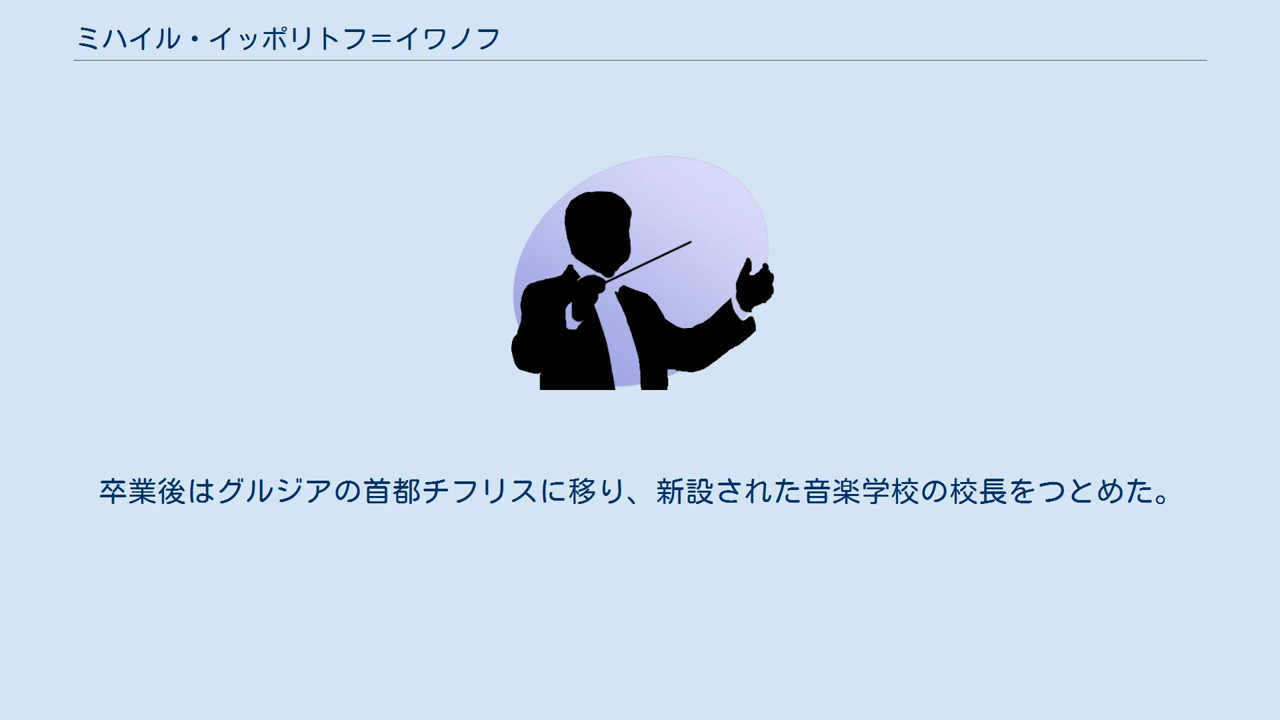 ミハイル・イッポリトフ＝イワノフ
卒業後はグルジアの首都チフリスに移り、新設された音楽学校の校長をつとめた。